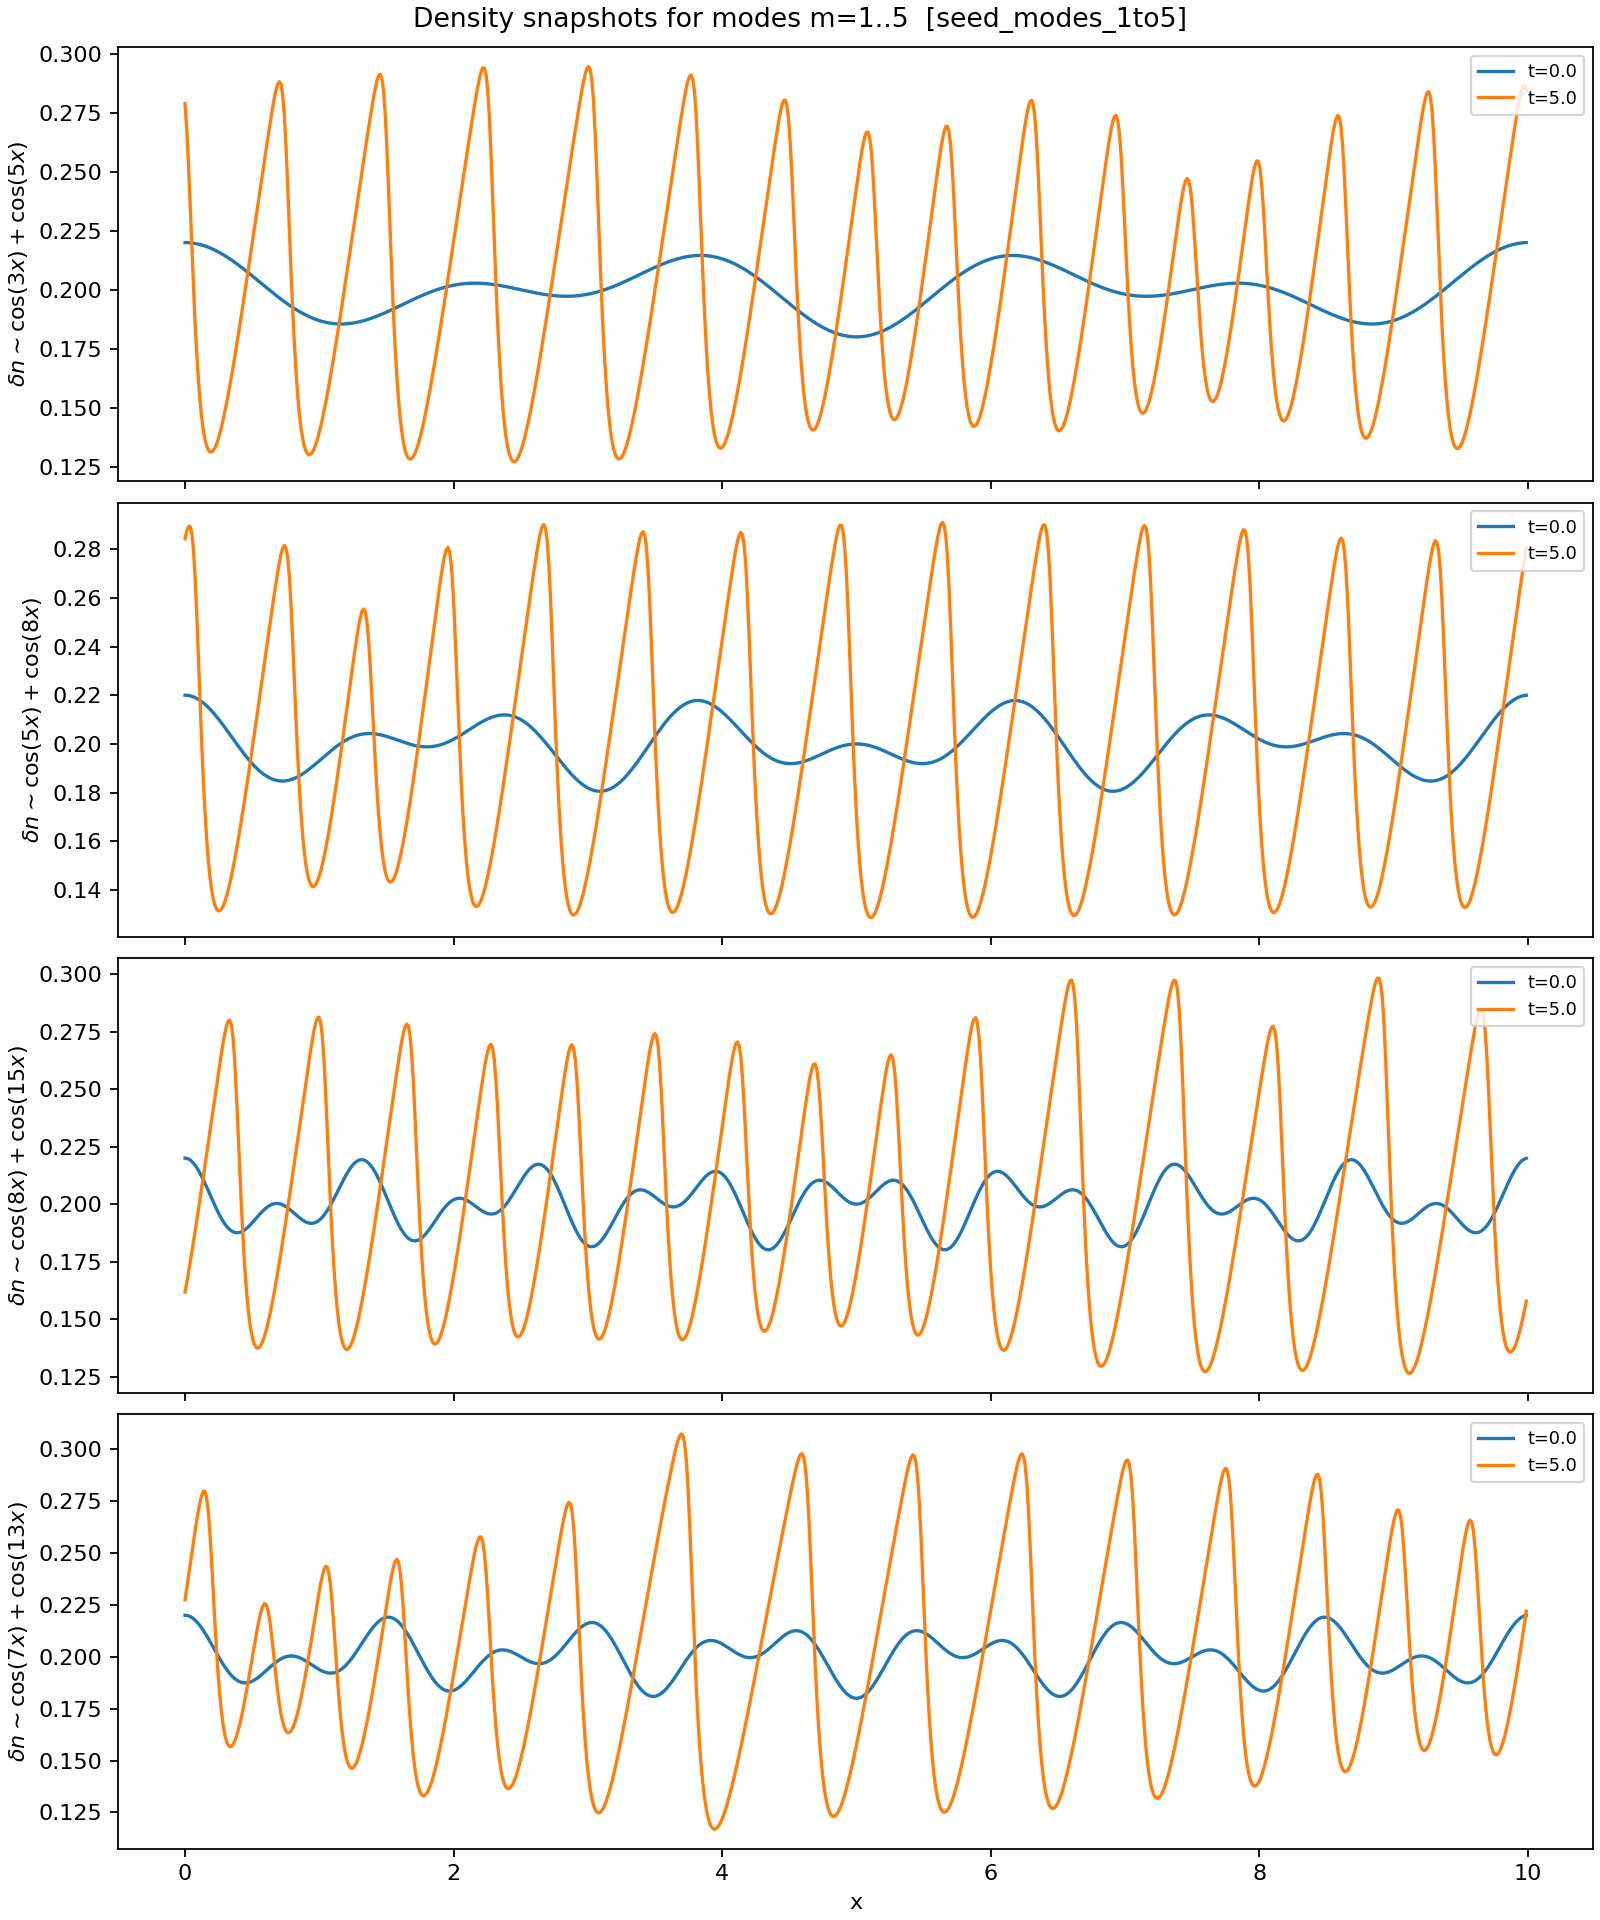 Density snapshots for modes m=1..5 [seed_modes_1to5]
0.300
0.275
0.250
0.225
0.200
0.175
0.150
0.125
δn ~ cos(3x) + cos(5x)
t=0.0
t=5.0
0.28
0.26
0.24
0.22
0.20
0.18
0.16
0.14
δn ~ cos(5x) + cos(8x)
t=0.0
t=5.0
0.300
0.275
0.250
0.225
0.200
0.175
0.150
0.125
δn ~ cos(8x) + cos(15x)
t=0.0
t=5.0
0.300
0.275
0.250
0.225
0.200
0.175
0.150
0.125
δn ~ cos(7x) + cos(13x)
t=0.0
t=5.0
0 2 4 6 8 10
x